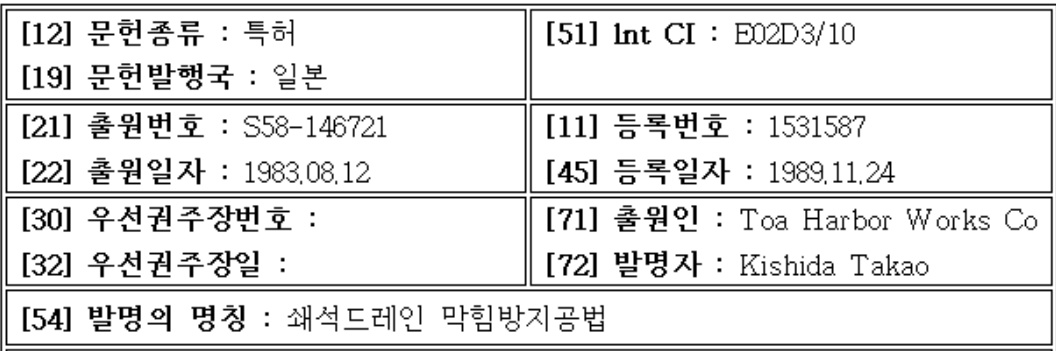 [12] 문헌종류 : 특허
[19] 문헌발행국 : 일본
[51] Int CI : E02D3/10
[21] 출원번호 : S58-146721
[22] 출원일자 : 1983.08.12
[11] 등록번호 : 1531587
[45] 등록일자 : 1989.11.24
[30] 우선권주장번호 :
[32] 우선권주장일 :
[71] 출원인 : Toa Harbor Works Co
[72] 발명자 : Kishida Takao
[54] 발명의 명칭 : 쇄석드레인 막힘방지공법